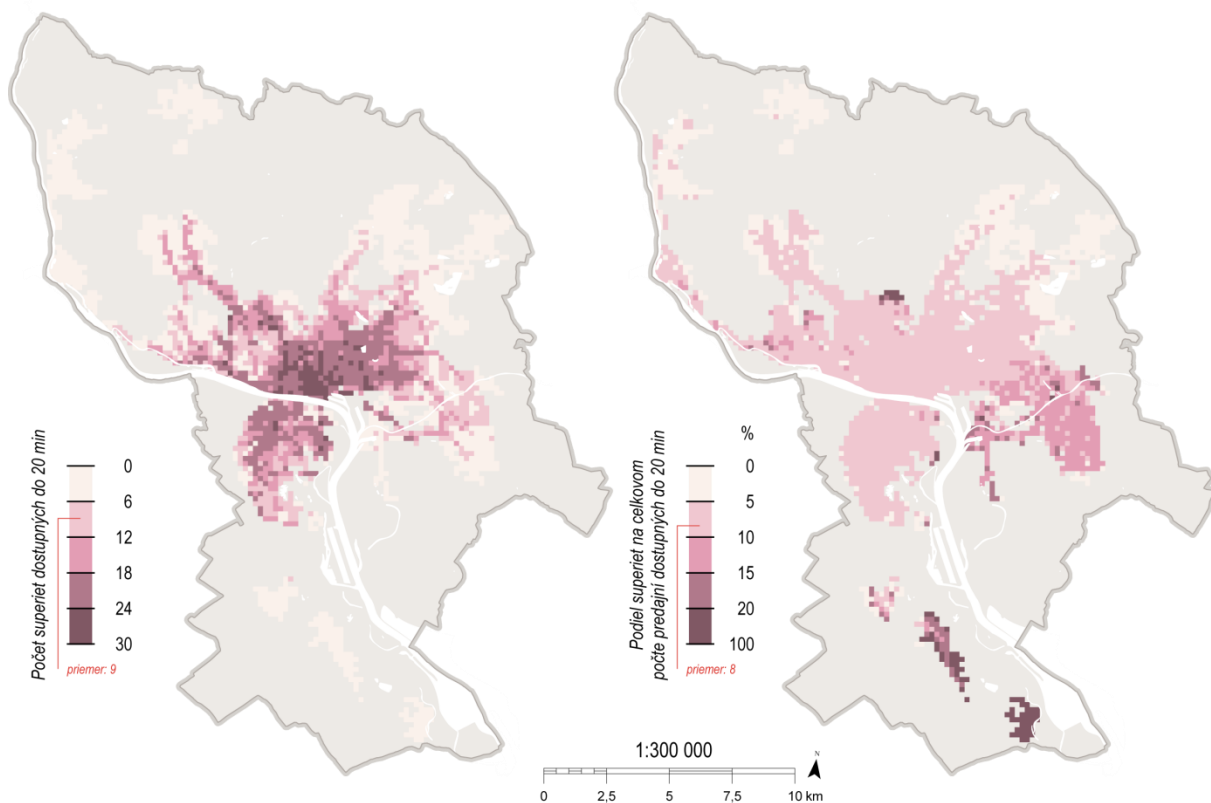 Počet superiet dostupných do 20 min
0
6
12
18
24
30
priemer: 9
Podiel superiet na celkovom
počte predajní dostupných do 20 min
%
0
5
10
15
20
100
priemer: 8
1:300 000
N
0 2,5 5 7,5 10 km